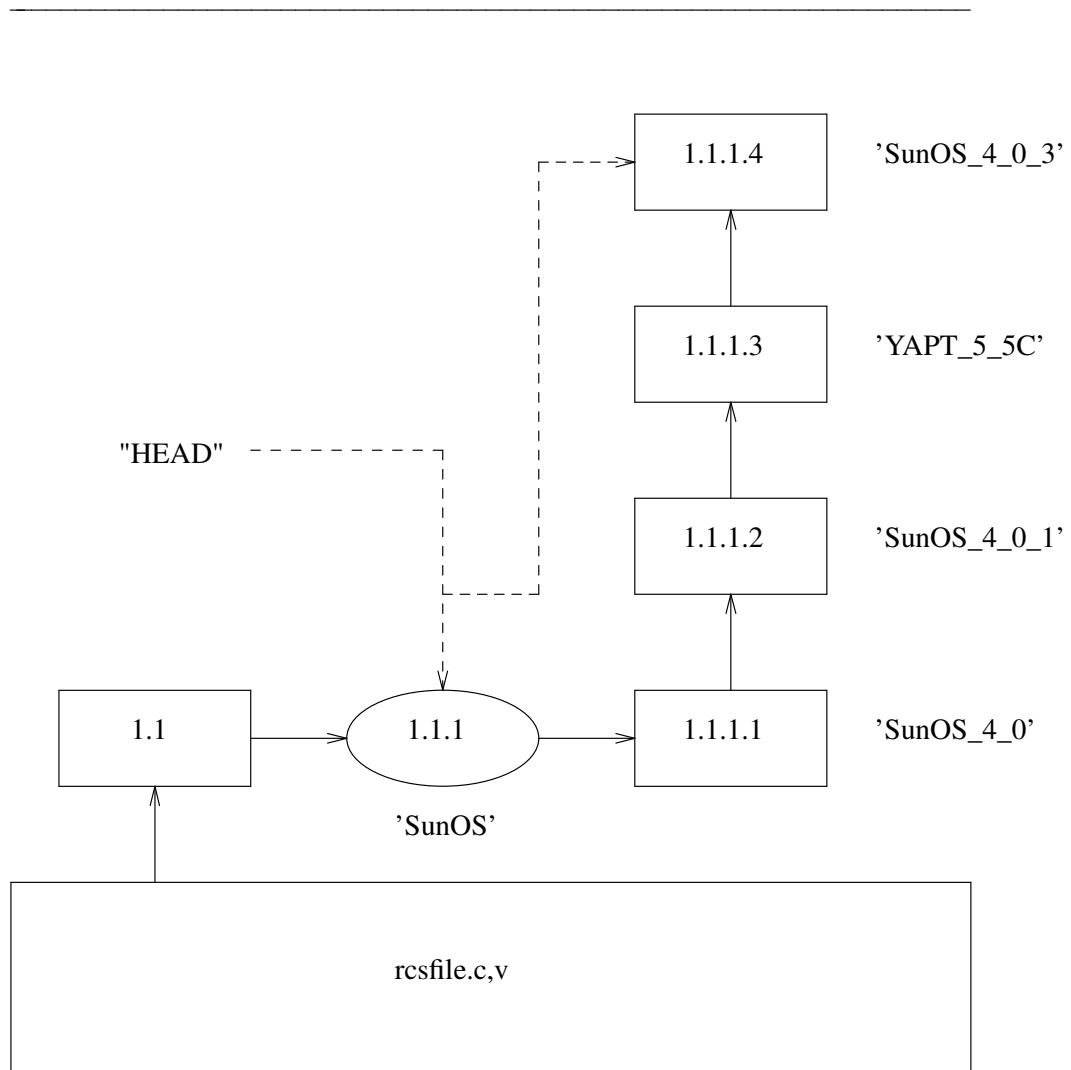 1.1.1.4 ’SunOS_4_0_3’
1.1.1.3 ’YAPT_5_5C’
"HEAD"
1.1.1.2 ’SunOS_4_0_1’
1.1 1.1.1 1.1.1.1 ’SunOS_4_0’
’SunOS’
rcsfile.c,v